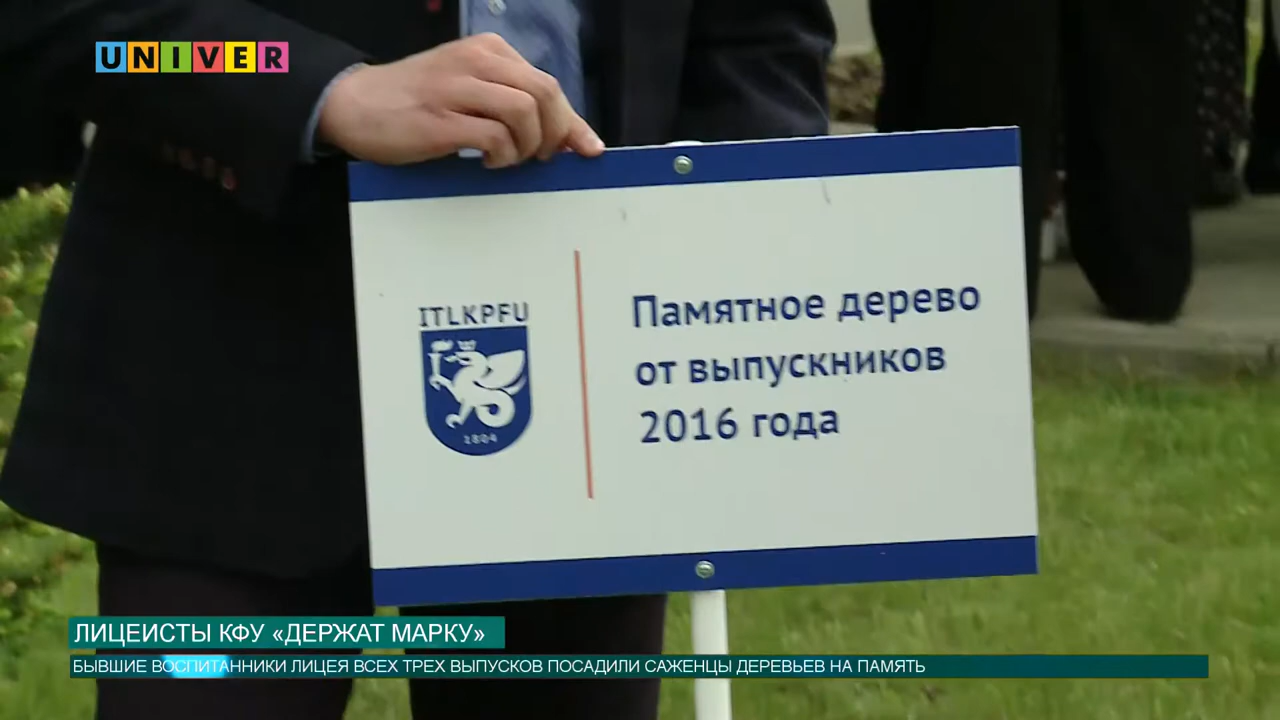 UNIVER
ITLKPFU
1804
Памятное дерево
от выпускников
2016 года
ЛИЦЕИСТЫ КФУ «ДЕРЖАТ МАРКУ»
БЫВШИЕ ВОСПИТАННИКИ ЛИЦЕЯ ВСЕХ ТРЕХ ВЫПУСКОВ ПОСАДИЛИ САЖЕНЦЫ ДЕРЕВЬЕВ НА ПАМЯТЬ